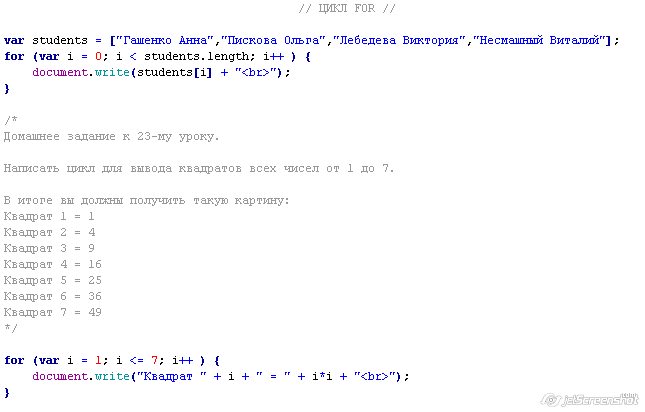 // ЦИКЛ FOR //
var students = ["Гашенко Анна","Пискова Ольга","Лебедева Виктория","Несмашный Виталий"];
for (var i = 0; i < students.length; i++ ) {
document.write(students[i] + "<br>");
}
/*
Домашнее задание к 23-му уроку.
Написать цикл для вывода квадратов всех чисел от 1 до 7.
В итоге вы должны получить такую картину:
Квадрат 1 = 1
Квадрат 2 = 4
Квадрат 3 = 9
Квадрат 4 = 16
Квадрат 5 = 25
Квадрат 6 = 36
Квадрат 7 = 49
*/
for (var i = 1; i <= 7; i++ ) {
document.write("Квадрат " + i + " = " + i*i + "<br>");
}